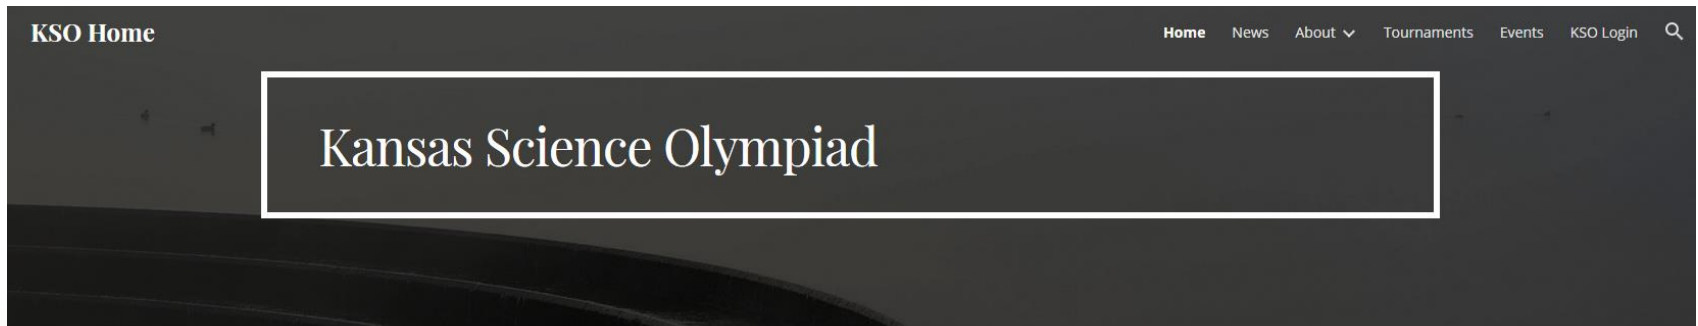 KSO Home Home News About Tournaments Events KSO Login
Kansas Science Olympiad